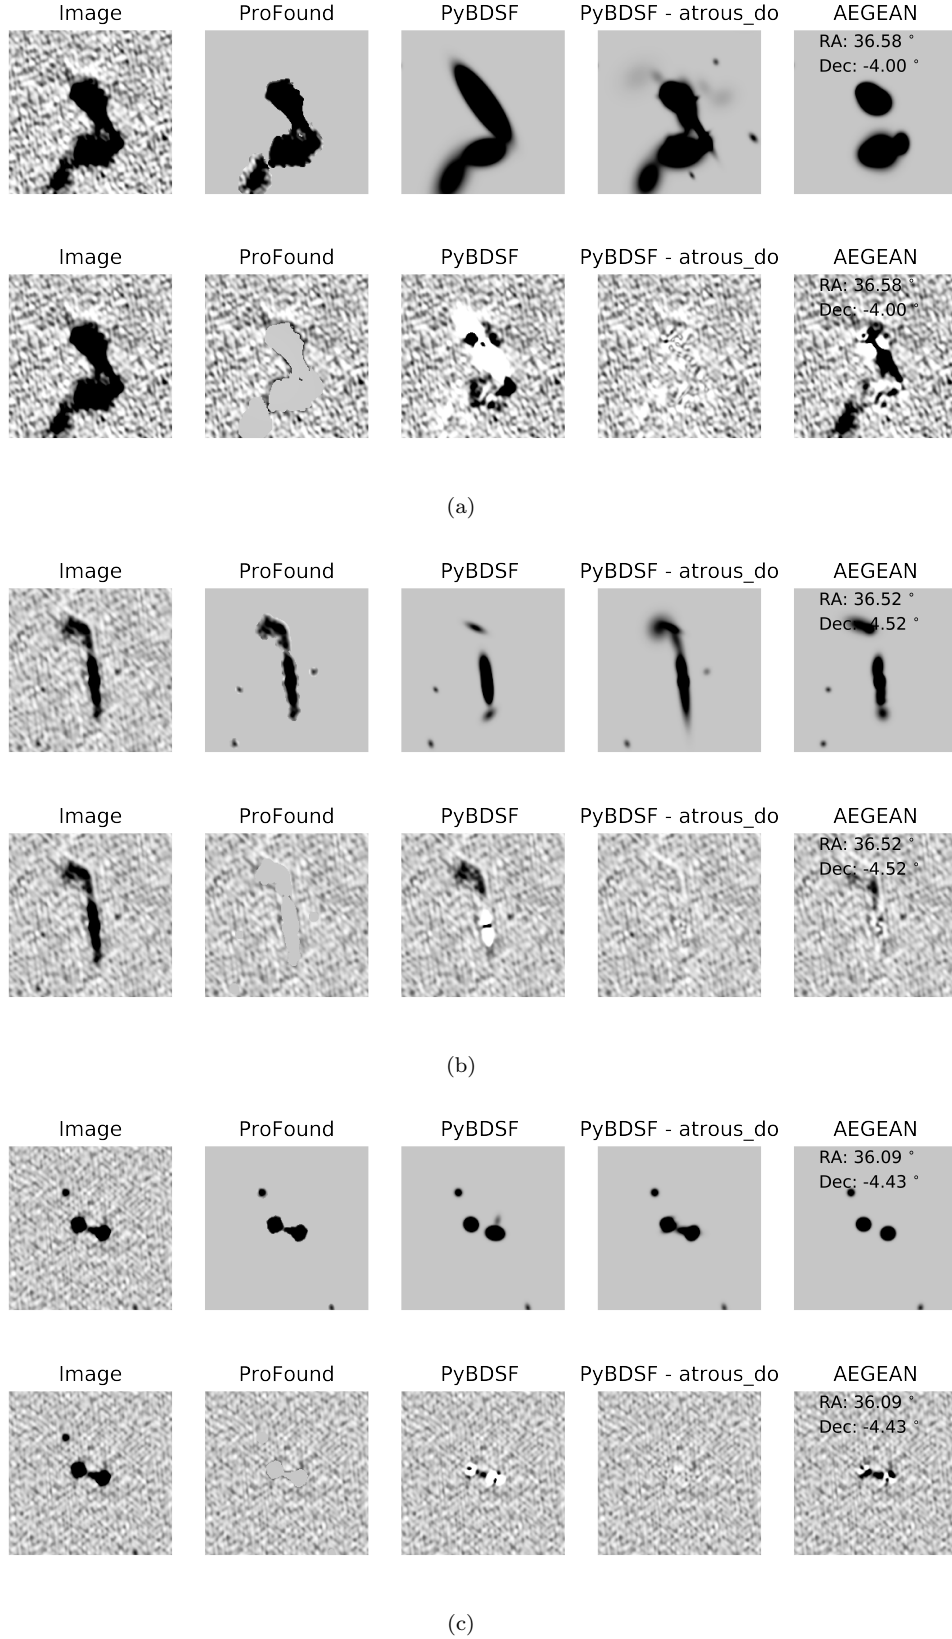 Image ProFound PyBDSF PyBDSF - atrous_do AEGEAN
RA: 36.58 °
Dec: -4.00 °
Image ProFound PyBDSF PyBDSF - atrous_do AEGEAN
RA: 36.58 °
Dec: -4.00 °
(a)
Image ProFound PyBDSF PyBDSF - atrous_do AEGEAN
RA: 36.52 °
Dec: -4.52 °
Image ProFound PyBDSF PyBDSF - atrous_do AEGEAN
RA: 36.52 °
Dec: -4.52 °
(b)
Image ProFound PyBDSF PyBDSF - atrous_do AEGEAN
RA: 36.09 °
Dec: -4.43 °
Image ProFound PyBDSF PyBDSF - atrous_do AEGEAN
RA: 36.09 °
Dec: -4.43 °
(c)